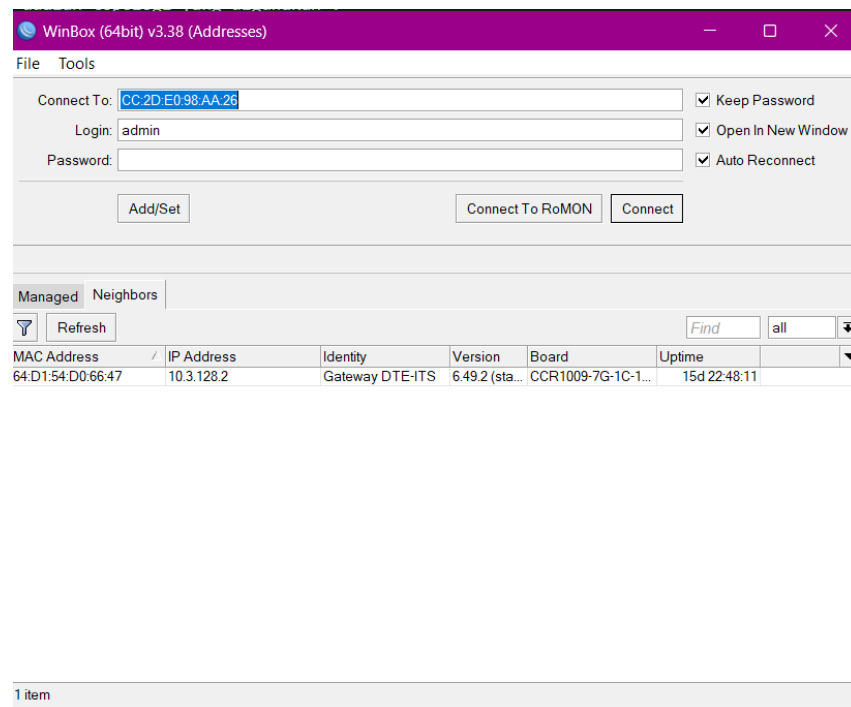 WinBox (64bit) v3.38 (Addresses)
File Tools
Connect To: CC:2D:E0:98:AA:26
Keep Password
Login: admin
Open In New Window
Password:
Auto Reconnect
Add/Set Connect To RoMON Connect
Managed Neighbors
Refresh Find all
MAC Address IP Address Identity Version Board Uptime
64:D1:54:D0:66:47 10.3.128.2 Gateway DTE-ITS 6.49.2 (sta... CCR1009-7G-1C-1... 15d 22:48:11
1 item